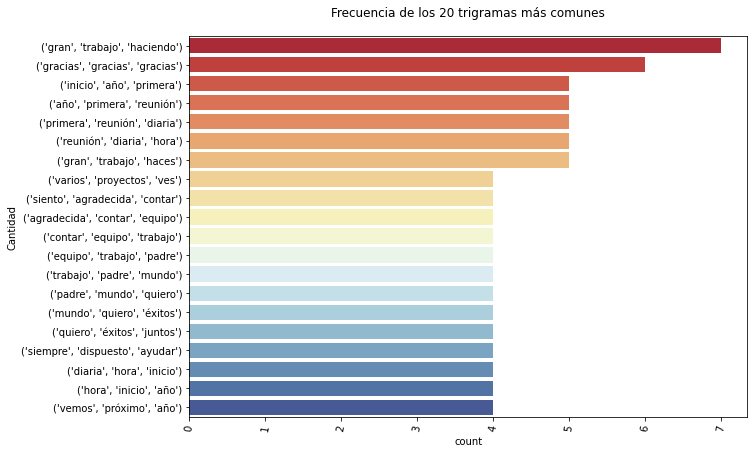 Frecuencia de los 20 trigramas más comunes
('gran', 'trabajo', 'haciendo')
('gracias', 'gracias', 'gracias')
('inicio', 'año', 'primera')
('año', 'primera', 'reunión')
('primera', 'reunión', 'diaria')
('reunión', 'diaria', 'hora')
('gran', 'trabajo', 'haces')
('varios', 'proyectos', 'ves')
('siento', 'agradecida', 'contar')
('agradecida', 'contar', 'equipo')
('contar', 'equipo', 'trabajo')
('equipo', 'trabajo', 'padre')
('trabajo', 'padre', 'mundo')
('padre', 'mundo', 'quiero')
('mundo', 'quiero', 'éxitos')
('quiero', 'éxitos', 'juntos')
('siempre', 'dispuesto', 'ayudar')
('diaria', 'hora', 'inicio')
('hora', 'inicio', 'año')
('vemos', 'próximo', 'año')
Cantidad
0 1 2 3 4 5 6 7
count